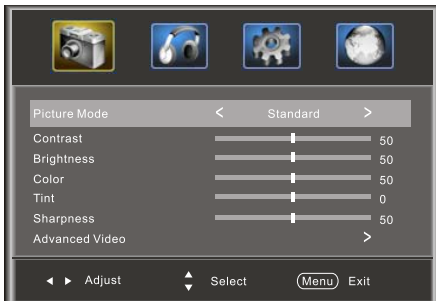 Picture Mode < Standard >
Contrast 50
Brightness 50
Color 50
Tint 0
Sharpness 50
Advanced Video >
Adjust Select Menu Exit